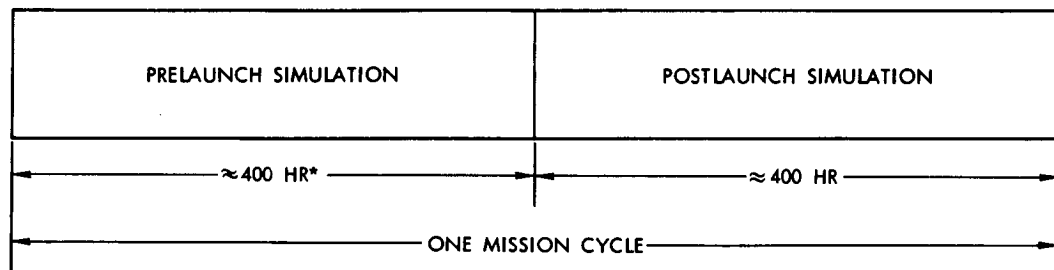 PRELAUNCH SIMULATION POSTLAUNCH SIMULATION
≈400 HR* ≈400 HR
ONE MISSION CYCLE